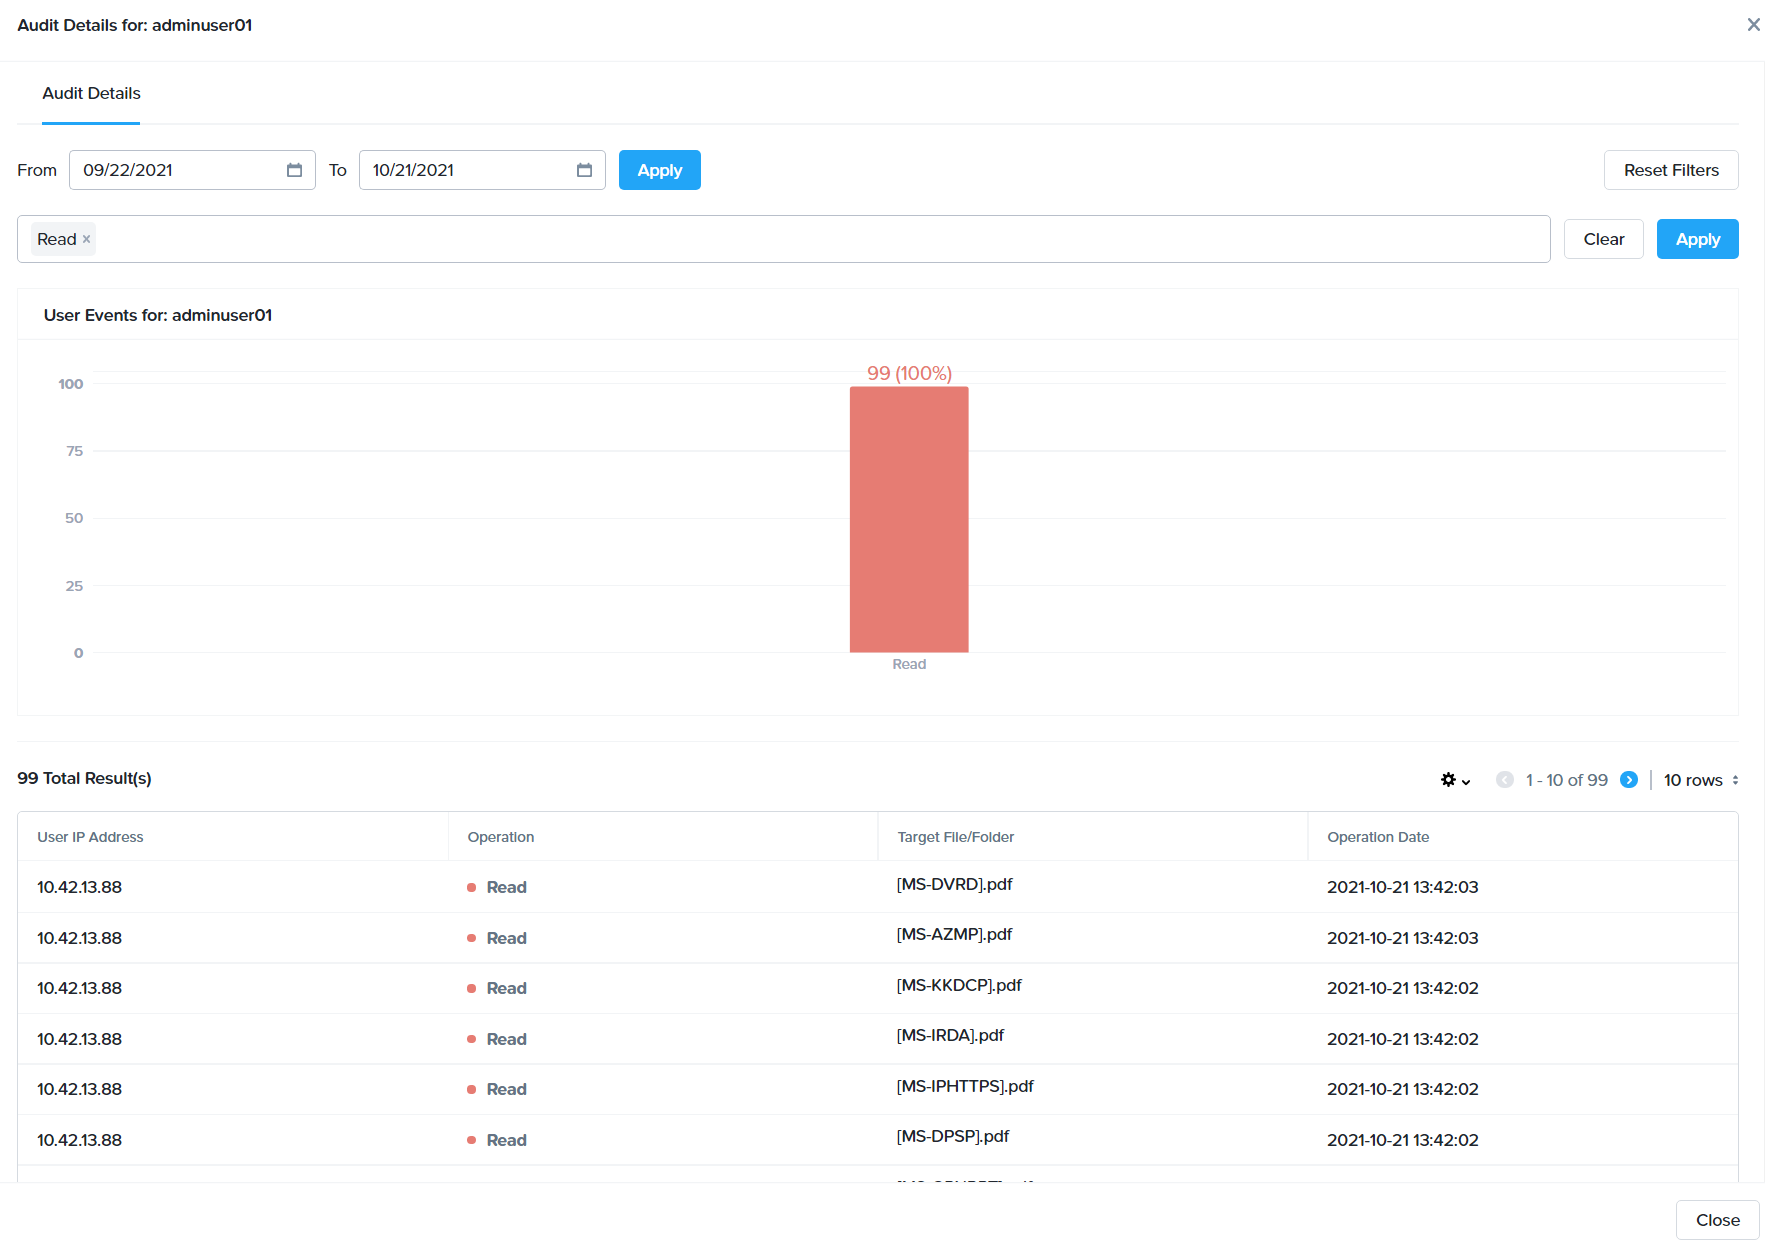 Audit Details for: adminuser01
Audit Details
From 09/22/2021 To 10/21/2021 Apply Reset Filters
Read × Clear Apply
User Events for: adminuser01
99 (100%)
100
75
50
25
0
Read
99 Total Result(s) 1 - 10 of 99 10 rows
User IP Address Operation Target File/Folder Operation Date
10.42.13.88 Read [MS-DVRD].pdf 2021-10-21 13:42:03
10.42.13.88 Read [MS-AZMP].pdf 2021-10-21 13:42:03
10.42.13.88 Read [MS-KKDCP].pdf 2021-10-21 13:42:02
10.42.13.88 Read [MS-IRDA].pdf 2021-10-21 13:42:02
10.42.13.88 Read [MS-IPHTTPS].pdf 2021-10-21 13:42:02
10.42.13.88 Read [MS-DPSP].pdf 2021-10-21 13:42:02
Close